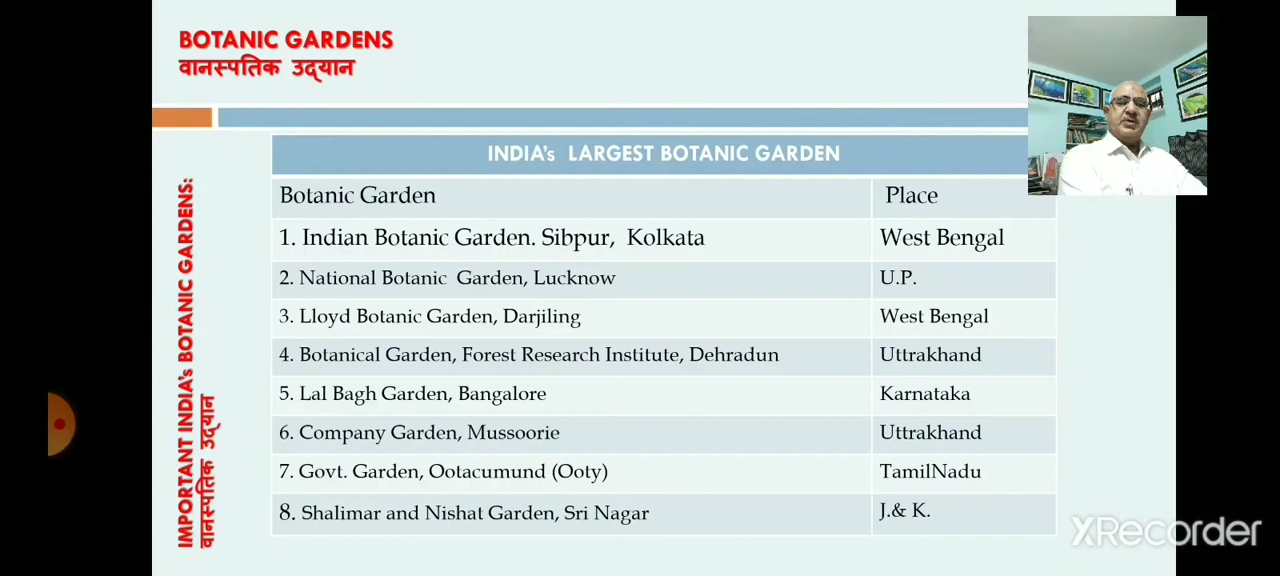 BOTANIC GARDENS
वानस्पतिक उद्यान
IMPORTANT INDIA's BOTANIC GARDENS:
वानस्पतिक उद्यान
INDIA's LARGEST BOTANIC GARDEN
Botanic Garden Place
1. Indian Botanic Garden. Sibpur, Kolkata West Bengal
2. National Botanic Garden, Lucknow U.P.
3. Lloyd Botanic Garden, Darjiling West Bengal
4. Botanical Garden, Forest Research Institute, Dehradun Uttrakhand
5. Lal Bagh Garden, Bangalore Karnataka
6. Company Garden, Mussoorie Uttrakhand
7. Govt. Garden, Ootacumund (Ooty) TamilNadu
8. Shalimar and Nishat Garden, Sri Nagar J.& K.
XRecorder